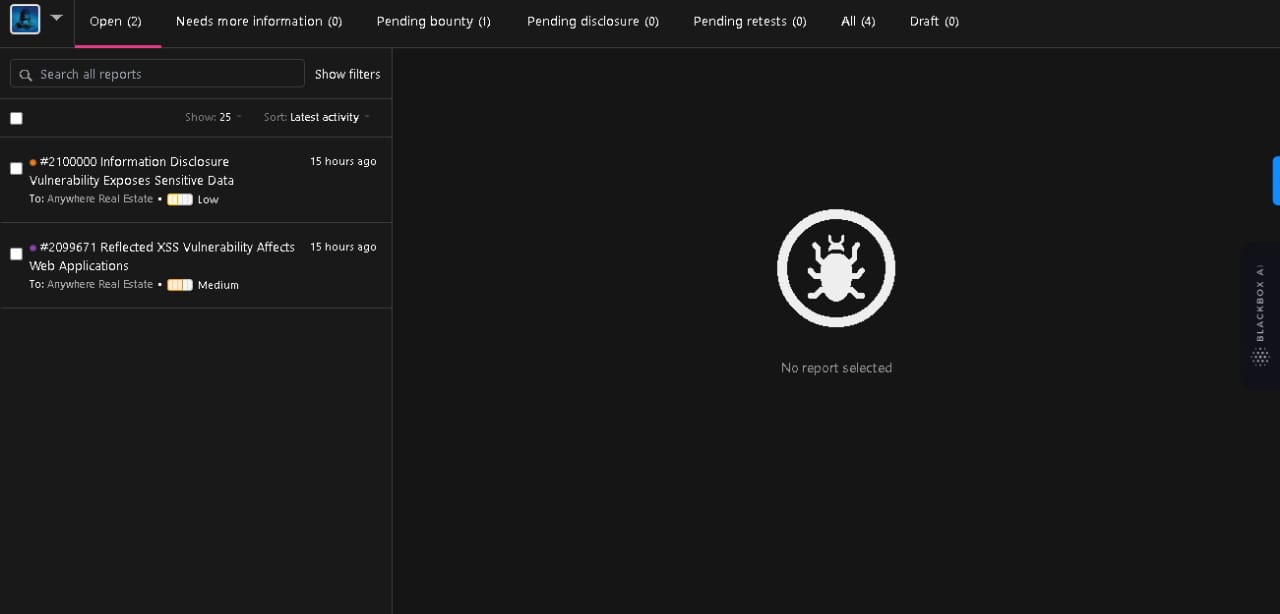 Open (2) Needs more information (0) Pending bounty (1) Pending disclosure (0) Pending retests (0) All (4) Draft (0)
Search all reports Show filters
Show: 25 Sort: Latest activity
#2100000 Information Disclosure 15 hours ago
Vulnerability Exposes Sensitive Data
To: Anywhere Real Estate • Low
#2099671 Reflected XSS Vulnerability Affects 15 hours ago
Web Applications
To: Anywhere Real Estate • Medium
No report selected
BLACKBOX AI